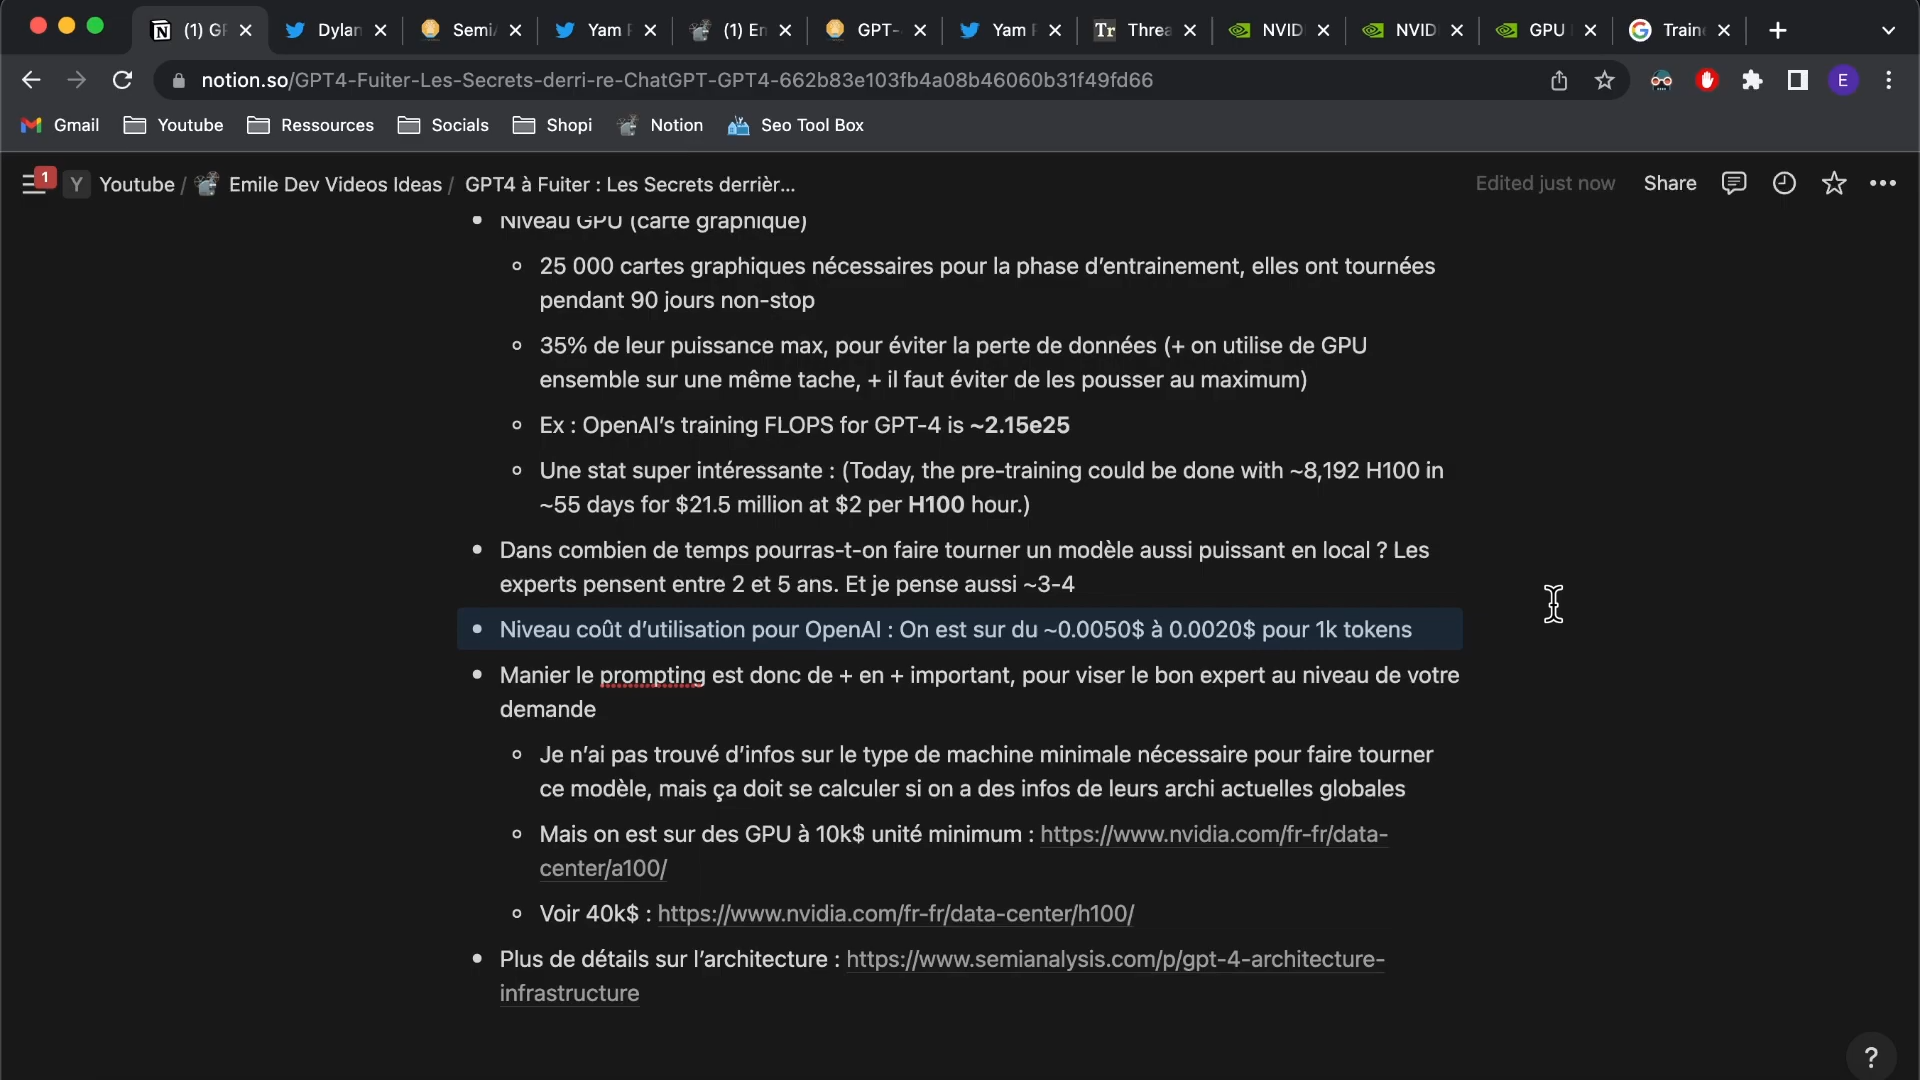 (1) GF
Dylan
Semi
Yam F
(1) En
GPT-
Yam F
Tr Threa
NVID
NVID
GPU
Traine
notion.so/GPT4-Fuiter-Les-Secrets-derri-re-ChatGPT-GPT4-662b83e103fb4a08b46060b31f49fd66
E
Gmail
Youtube
Ressources
Socials
Shopi
Notion
Seo Tool Box
1
Y Youtube / Emile Dev Videos Ideas / GPT4 à Fuiter : Les Secrets derrièr...
Edited just now
Share
Niveau GPU (carte graphique)
25 000 cartes graphiques nécessaires pour la phase d’entrainement, elles ont tournées
pendant 90 jours non-stop
35% de leur puissance max, pour éviter la perte de données (+ on utilise de GPU
ensemble sur une même tache, + il faut éviter de les pousser au maximum)
Ex : OpenAI’s training FLOPS for GPT-4 is ~2.15e25
Une stat super intéressante : (Today, the pre-training could be done with ~8,192 H100 in
~55 days for $21.5 million at $2 per H100 hour.)
Dans combien de temps pourras-t-on faire tourner un modèle aussi puissant en local ? Les
experts pensent entre 2 et 5 ans. Et je pense aussi ~3-4
Niveau coût d’utilisation pour OpenAI : On est sur du ~0.0050$ à 0.0020$ pour 1k tokens
Manier le prompting est donc de + en + important, pour viser le bon expert au niveau de votre
demande
Je n’ai pas trouvé d’infos sur le type de machine minimale nécessaire pour faire tourner
ce modèle, mais ça doit se calculer si on a des infos de leurs archi actuelles globales
Mais on est sur des GPU à 10k$ unité minimum : https://www.nvidia.com/fr-fr/data-
center/a100/
Voir 40k$ : https://www.nvidia.com/fr-fr/data-center/h100/
Plus de détails sur l’architecture : https://www.semianalysis.com/p/gpt-4-architecture-
infrastructure
?